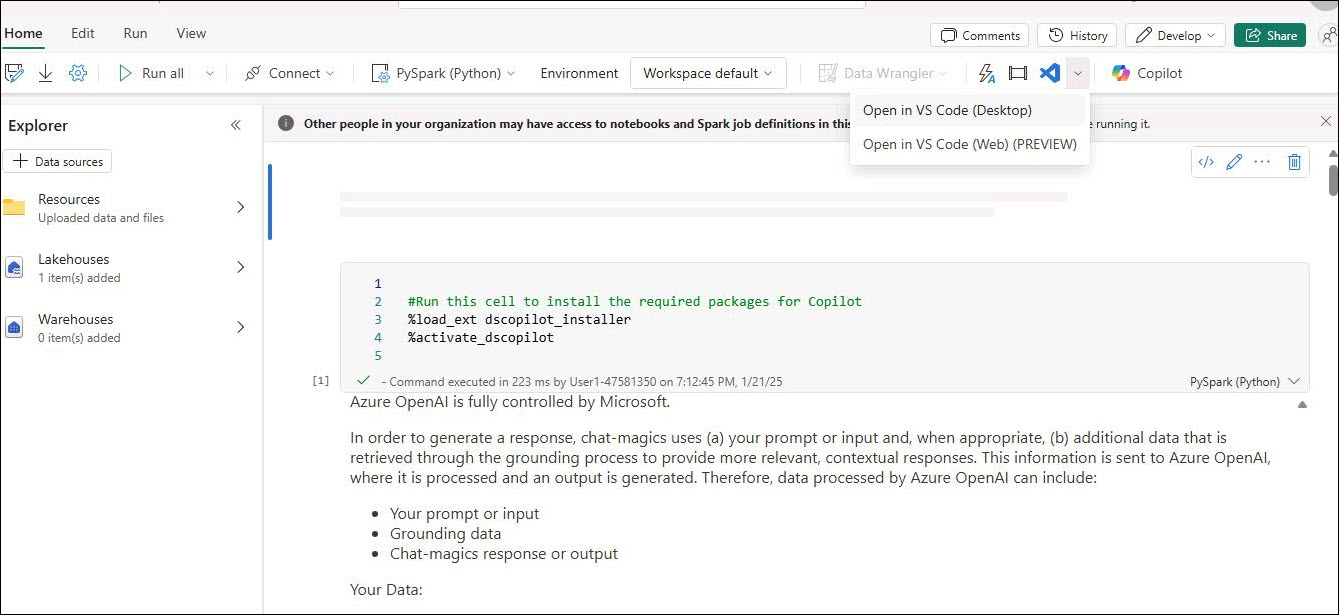 Home Edit Run View Comments History Develop Share
Run all Connect PySpark (Python) Environment Workspace default Data Wrangler Copilot
Open in VS Code (Desktop)
Open in VS Code (Web) (PREVIEW)
Explorer
Data sources
Resources
Uploaded data and files
Lakehouses
1 item(s) added
Warehouses
0 item(s) added
Other people in your organization may have access to notebooks and Spark job definitions in this running it.
1
2 #Run this cell to install the required packages for Copilot
3 %load_ext dscopilot_installer
4 %activate_dscopilot
5
[1] - Command executed in 223 ms by User1-47581350 on 7:12:45 PM, 1/21/25 PySpark (Python)
Azure OpenAI is fully controlled by Microsoft.
In order to generate a response, chat-magics uses (a) your prompt or input and, when appropriate, (b) additional data that is
retrieved through the grounding process to provide more relevant, contextual responses. This information is sent to Azure OpenAI,
where it is processed and an output is generated. Therefore, data processed by Azure OpenAI can include:
• Your prompt or input
• Grounding data
• Chat-magics response or output
Your Data: